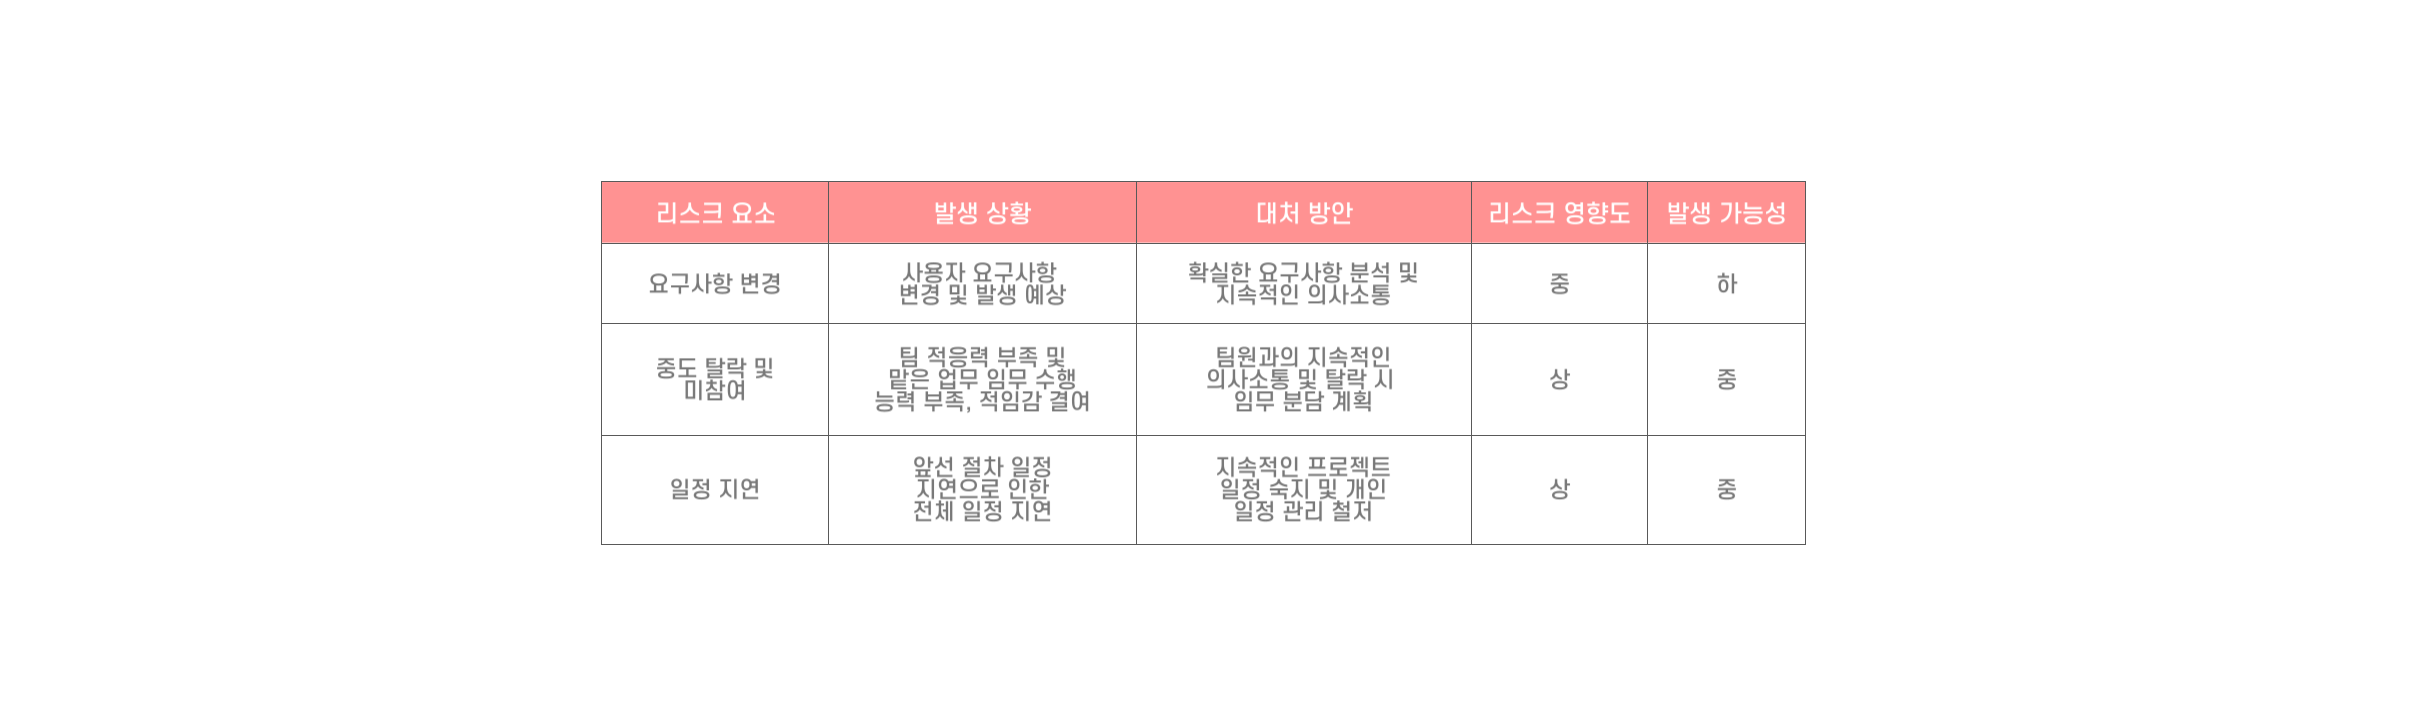 리스크 요소 발생 상황 대처 방안 리스크 영향도 발생 가능성
요구사항 변경
사용자 요구사항
변경 및 발생 예상
확실한 요구사항 분석 및
지속적인 의사소통
중
하
중도 탈락 및
미참여
팀 적응력 부족 및
맡은 업무 임무 수행
능력 부족, 적임감 결여
팀원과의 지속적인
의사소통 및 탈락 시
임무 분담 계획
상
중
일정 지연
앞선 절차 일정
지연으로 인한
전체 일정 지연
지속적인 프로젝트
일정 숙지 및 개인
일정 관리 철저
상
중